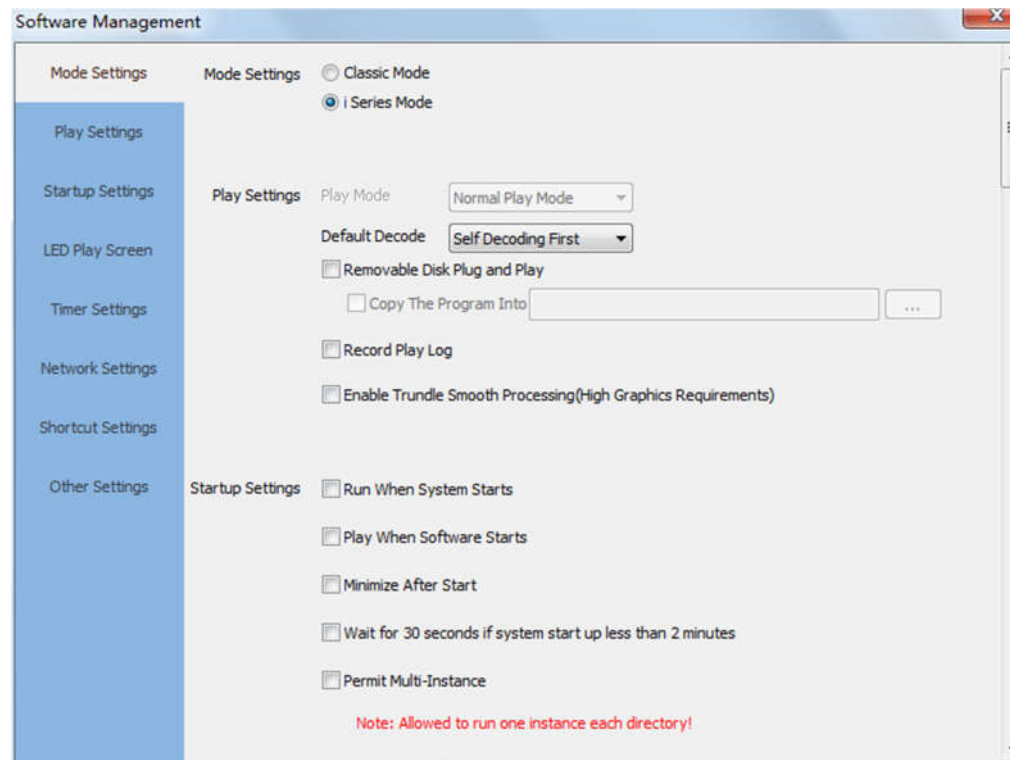 Software Management
Mode Settings
Play Settings
Startup Settings
LED Play Screen
Timer Settings
Network Settings
Shortcut Settings
Other Settings
Mode Settings
Classic Mode
i Series Mode
Play Settings
Play Mode
Normal Play Mode
Default Decode
Self Decoding First
Removable Disk Plug and Play
Copy The Program Into
...
Record Play Log
Enable Trundle Smooth Processing(High Graphics Requirements)
Startup Settings
Run When System Starts
Play When Software Starts
Minimize After Start
Wait for 30 seconds if system start up less than 2 minutes
Permit Multi-Instance
Note: Allowed to run one instance each directory!